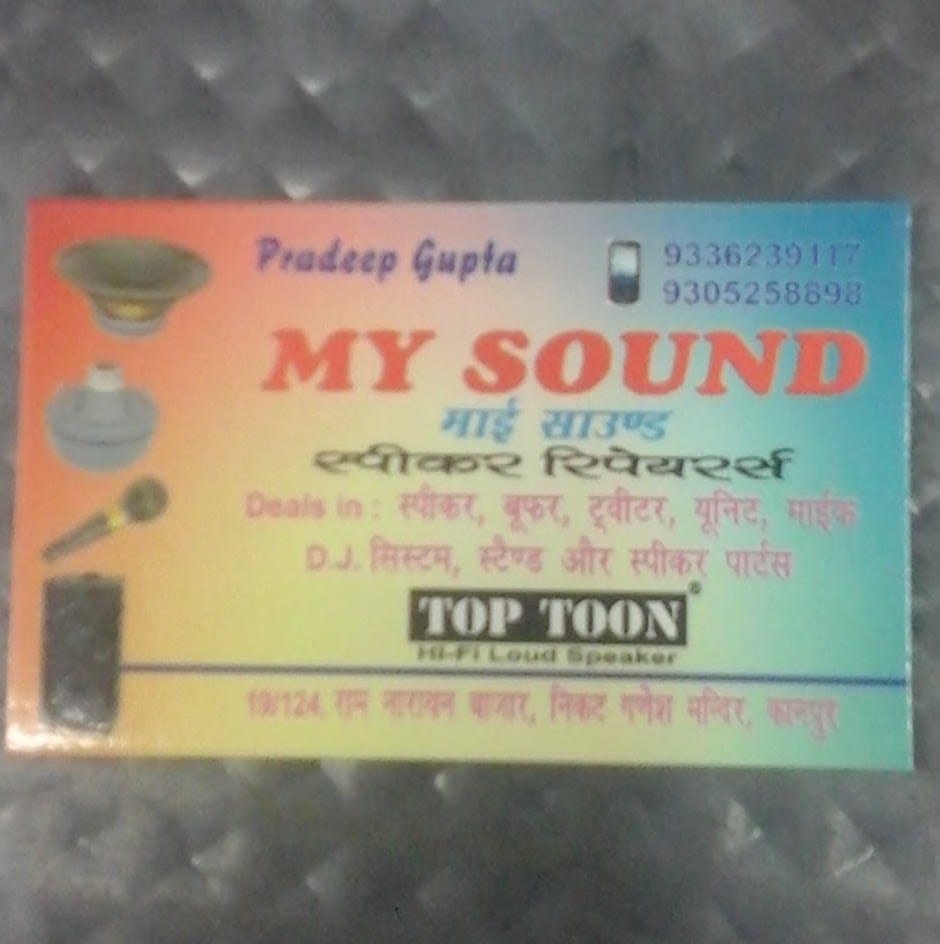 Pradeep Gupta
9336239117
9305258898
MY SOUND
माई साउण्ड
स्पीकर रिपेयरर्स
Deals in : स्पीकर, बूफर, ट्वीटर, यूनिट, माईक
D.J. सिस्टम, स्टैण्ड और स्पीकर पार्टस
TOP TOON®
Hi-Fi Loud Speaker
19/124, राम नारायन बाजार, निकट गणेश मन्दिर, कानपुर